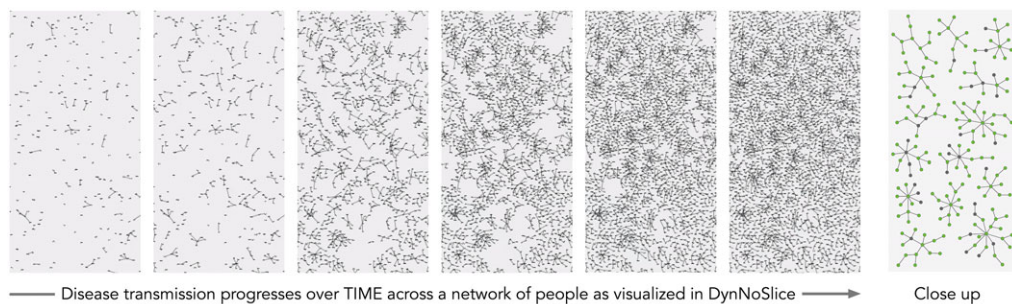 Disease transmission progresses over TIME across a network of people as visualized in DynNoSlice
Close up